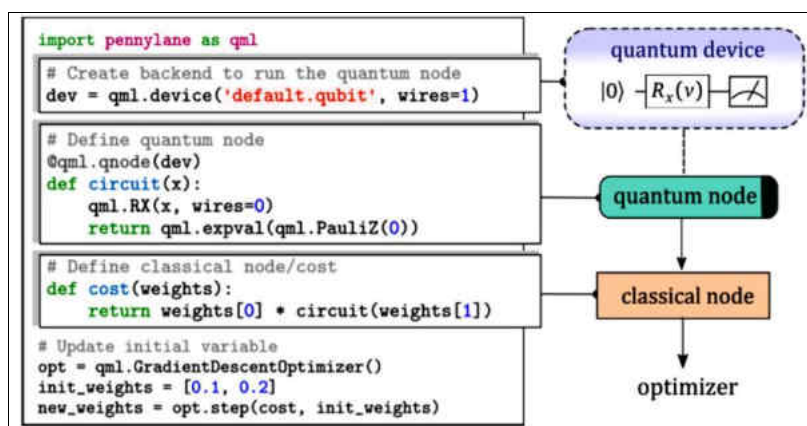 import pennylane as qml
# Create backend to run the quantum node
dev = qml.device('default.qubit', wires=1)
# Define quantum node
@qml.qnode(dev)
def circuit(x):
qml.RX(x, wires=0)
return qml.expval(qml.PauliZ(0))
# Define classical node/cost
def cost(weights):
return weights[0] * circuit(weights[1])
# Update initial variable
opt = qml.GradientDescentOptimizer()
init_weights = [0.1, 0.2]
new_weights = opt.step(cost, init_weights)
quantum device
|0⟩ Rx(v)
quantum node
classical node
optimizer